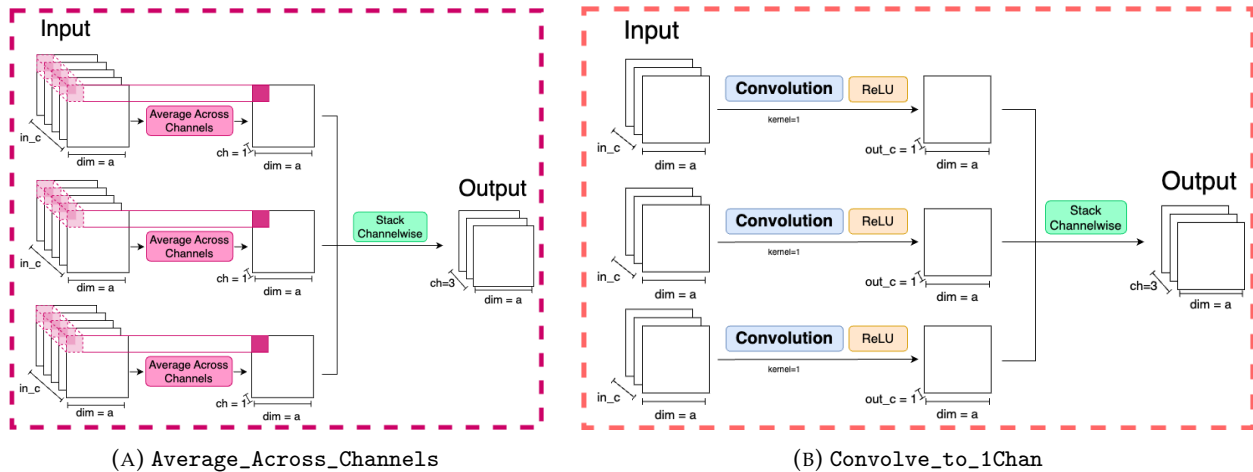 Input
in_c
dim = a
Average Across
Channels
ch = 1
dim = a
in_c
dim = a
Average Across
Channels
ch = 1
dim = a
in_c
dim = a
Average Across
Channels
ch = 1
dim = a
Stack
Channelwise
Output
ch=3
dim = a
(A) Average_Across_Channels
Input
in_c
dim = a
Convolution
ReLU
kernel=1
out_c = 1
dim = a
in_c
dim = a
Convolution
ReLU
kernel=1
out_c = 1
dim = a
in_c
dim = a
Convolution
ReLU
kernel=1
out_c = 1
dim = a
Stack
Channelwise
Output
ch=3
dim = a
(B) Convolve_to_1Chan